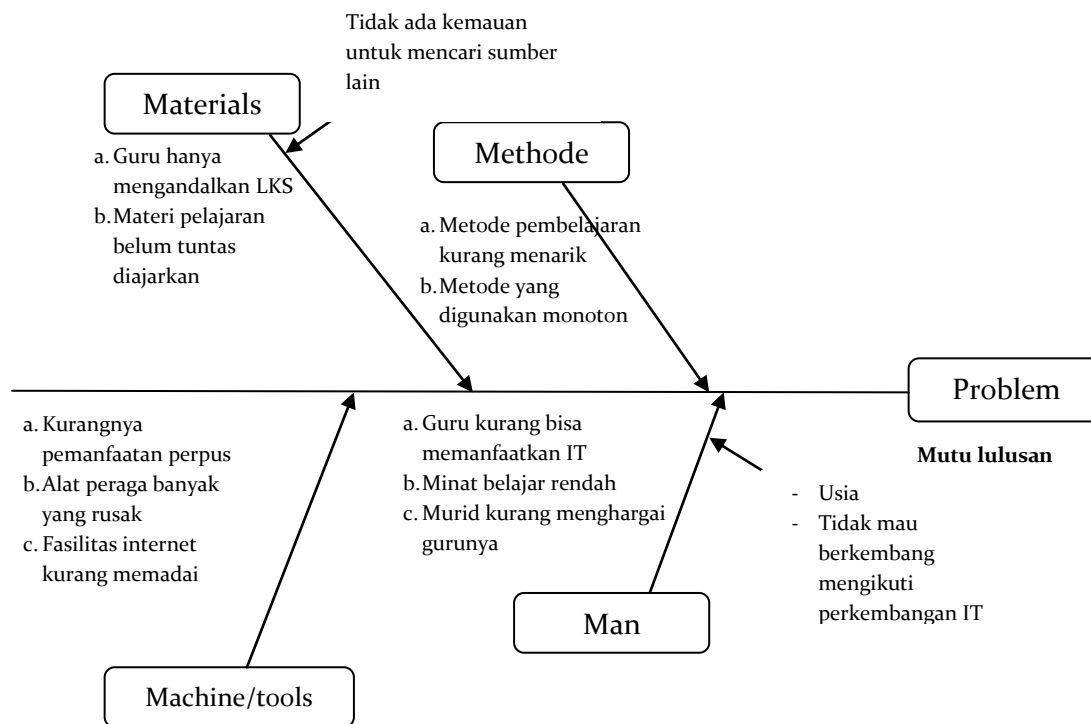 Tidak ada kemauan
untuk mencari sumber
lain
Materials
a. Guru hanya
mengandalkan LKS
b. Materi pelajaran
belum tuntas
diajarkan
Methode
a. Metode pembelajaran
kurang menarik
b. Metode yang
digunakan monoton
Problem
Mutu lulusan
a. Kurangnya
pemanfaatan perpus
b. Alat peraga banyak
yang rusak
c. Fasilitas internet
kurang memadai
Machine/tools
a. Guru kurang bisa
memanfaatkan IT
b. Minat belajar rendah
c. Murid kurang menghargai
gurunya
Man
- Usia
- Tidak mau
berkembang
mengikuti
perkembangan IT